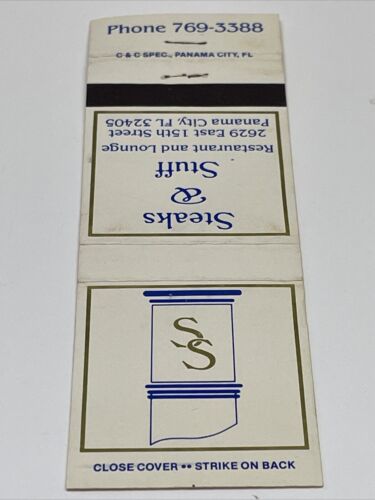 Phone 769-3388
C & C SPEC., PANAMA CITY, FL
Steaks
&
Stuff
Restaurant and Lounge
2629 East 15th Street
Panama City, FL 32405
SS
CLOSE COVER •• STRIKE ON BACK